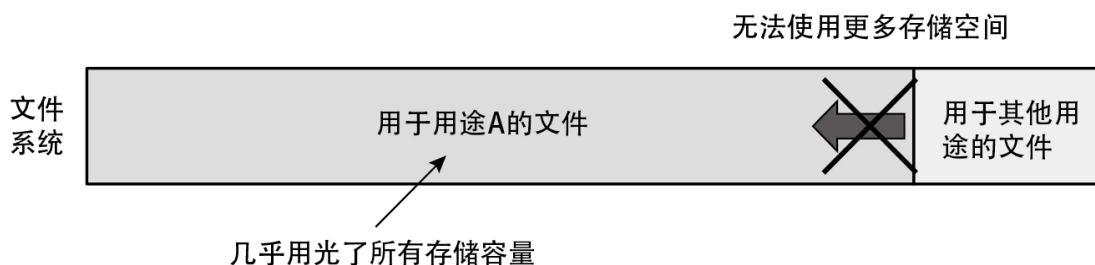 无法使用更多存储空间
文件
系统
用于用途A的文件
用于其他用
途的文件
几乎用光了所有存储容量